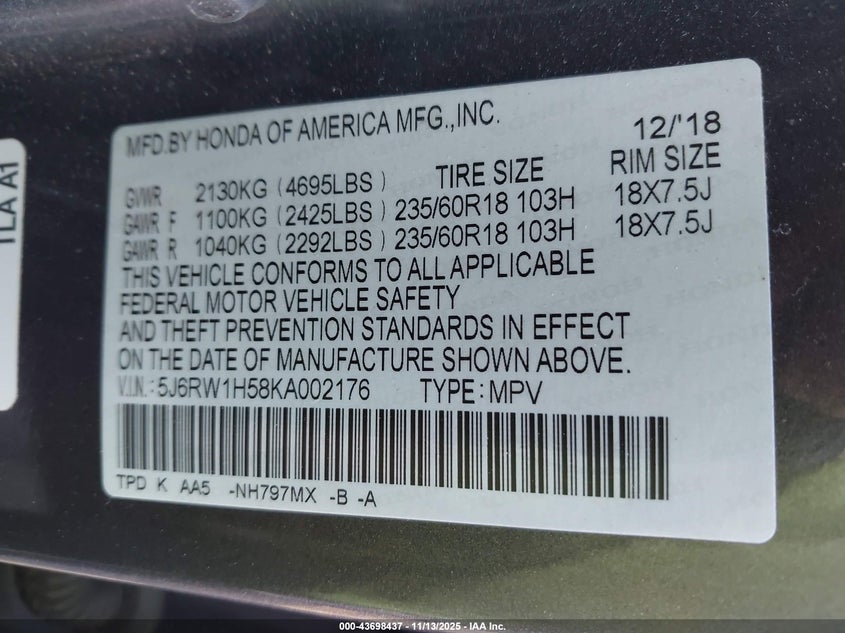 MFD.BY HONDA OF AMERICA MFG.,INC. 12/'18
GVWR 2130KG (4695LBS) TIRE SIZE RIM SIZE
GAWR F 1100KG (2425LBS) 235/60R18 103H 18X7.5J
GAWR R 1040KG (2292LBS) 235/60R18 103H 18X7.5J
THIS VEHICLE CONFORMS TO ALL APPLICABLE
FEDERAL MOTOR VEHICLE SAFETY
AND THEFT PREVENTION STANDARDS IN EFFECT
ON THE DATE OF MANUFACTURE SHOWN ABOVE.
V.I.N.: 5J6RW1H58KA002176 TYPE: MPV
TPD K AA5 -NH797MX -B -A
TLA A1
000-43698437 - 11/13/2025 - IAA Inc.